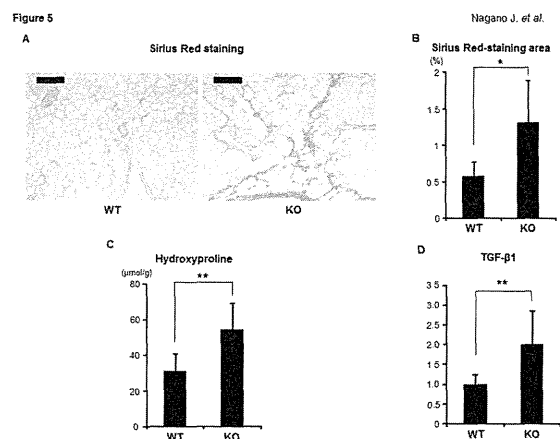 Figure 5
Nagano J. et al.
A
Sirius Red staining
WT
KO
B
Sirius Red-staining area
(%)
2
1.5
1
0.5
0
*
WT
KO
C
Hydroxyproline
(μmol/g)
80
60
40
20
0
**
WT
KO
D
TGF-β1
3.5
3.0
2.5
2.0
1.5
1.0
0.5
0
**
WT
KO